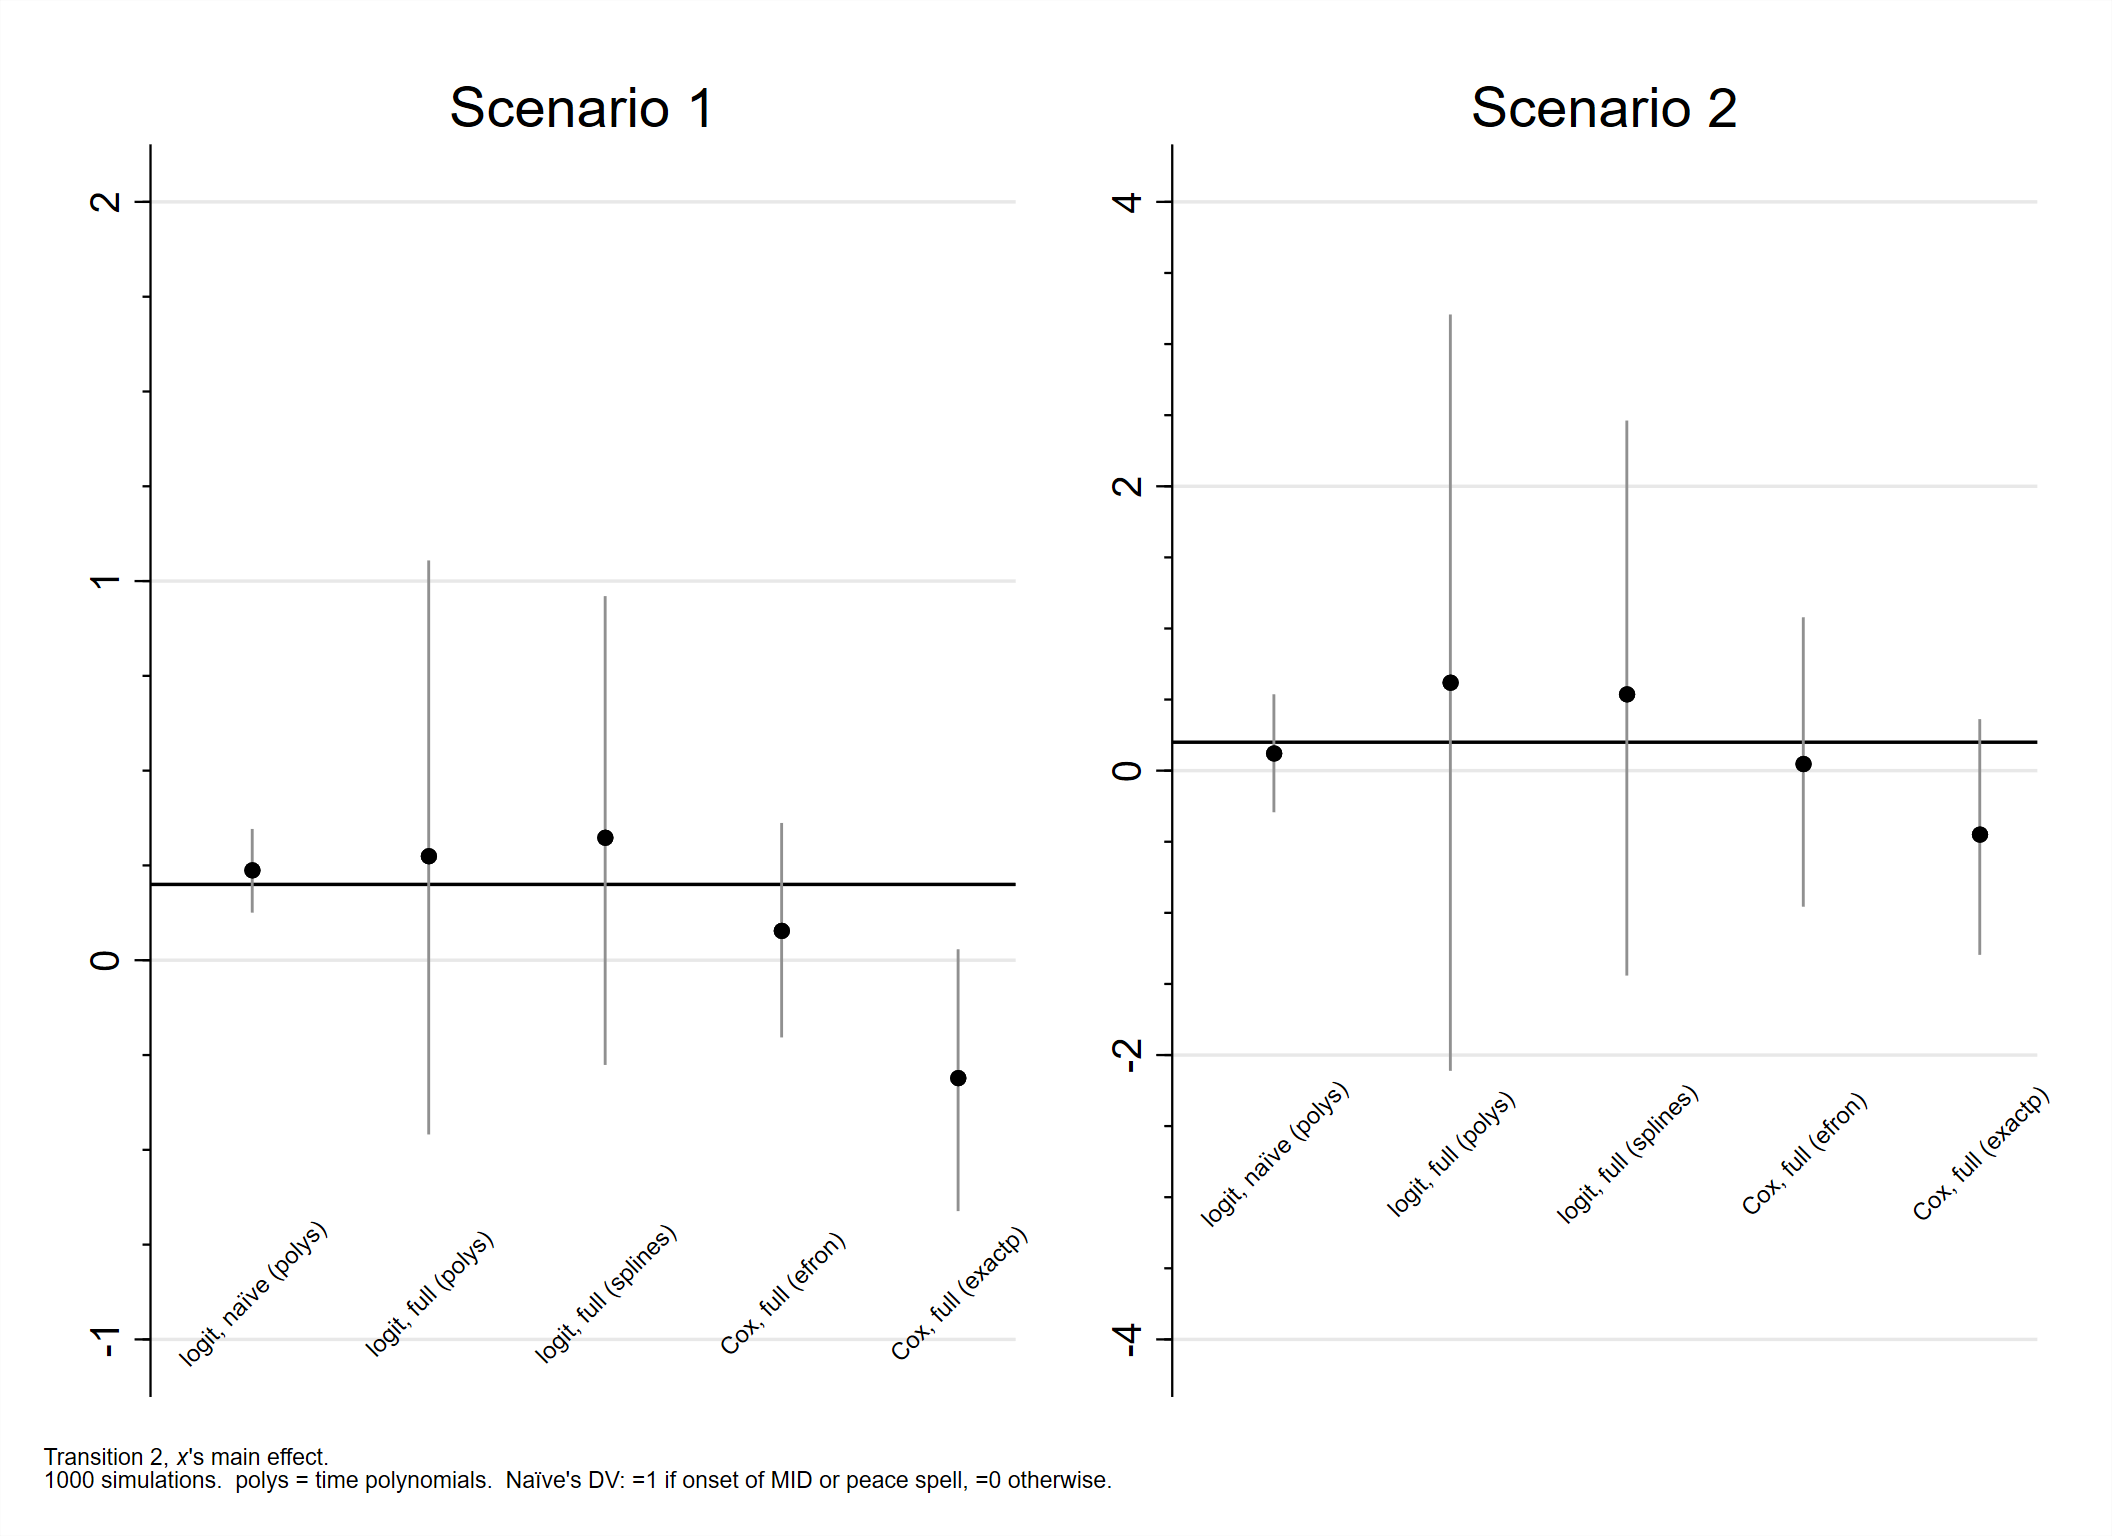 Scenario 1
2
1
0
-1
logit, naïve (polys)
logit, full (polys)
logit, full (splines)
Cox, full (efron)
Cox, full (exactp)
Scenario 2
4
2
0
-2
-4
logit, naïve (polys)
logit, full (polys)
logit, full (splines)
Cox, full (efron)
Cox, full (exactp)
Transition 2, x's main effect.
1000 simulations.  polys = time polynomials.  Naïve's DV: =1 if onset of MID or peace spell, =0 otherwise.